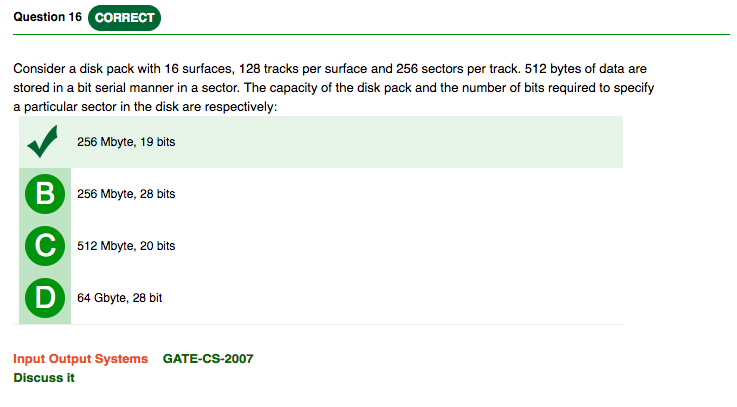 Question 16 CORRECT
Consider a disk pack with 16 surfaces, 128 tracks per surface and 256 sectors per track. 512 bytes of data are
stored in a bit serial manner in a sector. The capacity of the disk pack and the number of bits required to specify
a particular sector in the disk are respectively:
256 Mbyte, 19 bits
B 256 Mbyte, 28 bits
C 512 Mbyte, 20 bits
D 64 Gbyte, 28 bit
Input Output Systems GATE-CS-2007
Discuss it